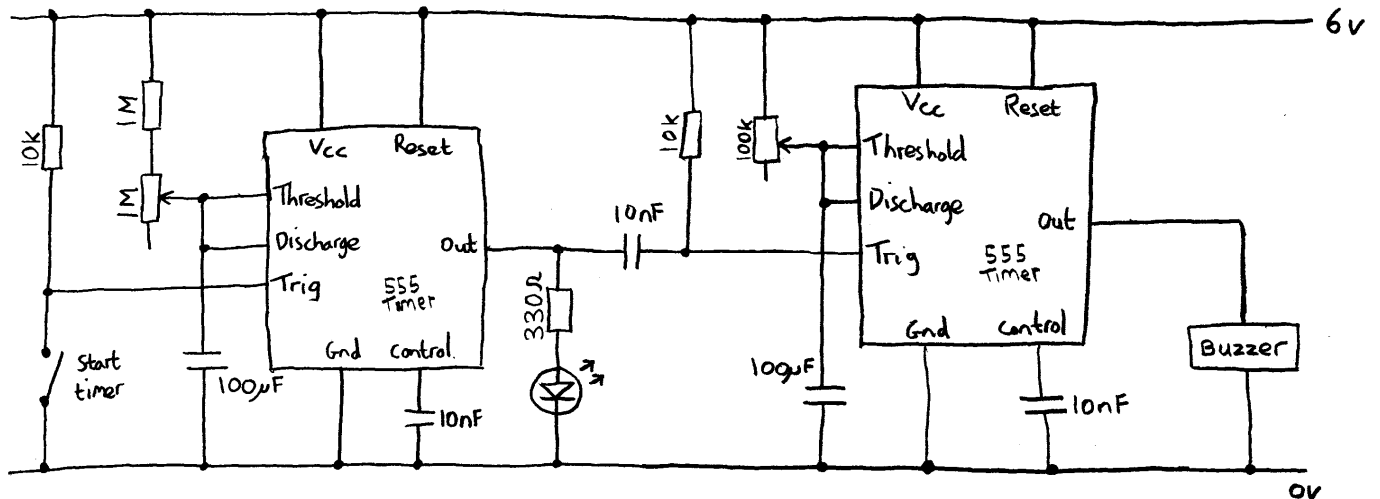 6v
10k
1M
1M
Vcc
Reset
Threshold
Discharge
Trig
Out
555
Timer
Gnd
Control.
start
timer
100µF
10nF
330Ω
10nF
10k
100k
Vcc
Reset
Threshold
Discharge
Trig
Out
555
Timer
Gnd
Control
100µF
10nF
Buzzer
0v